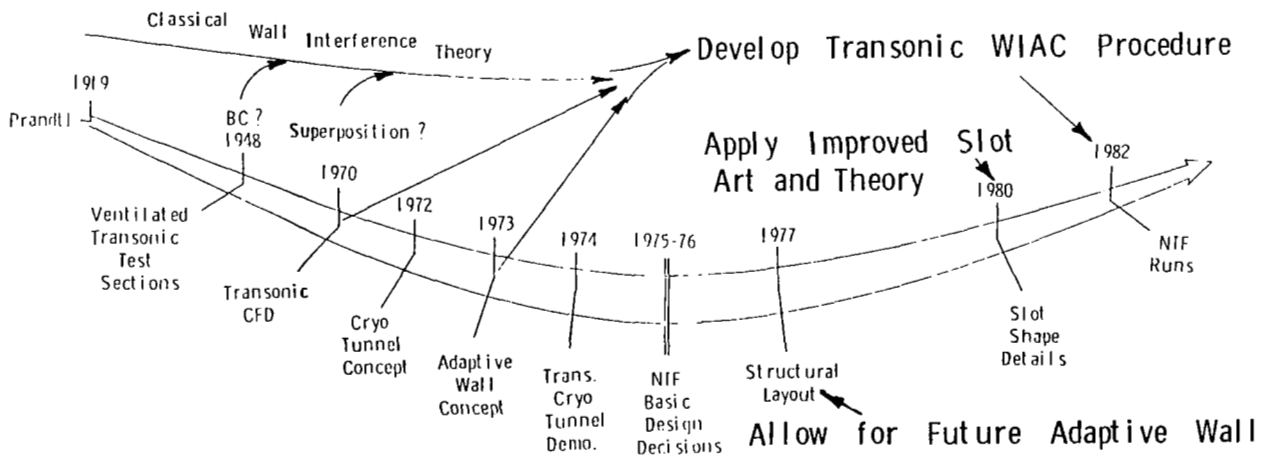 Classical Wall Interference Theory
Develop Transonic WIAC Procedure
1919
Prandtl
BC ?
1948
Superposition ?
Ventilated
Transonic
Test
Sections
1970
Transonic
CFD
1972
Cryo
Tunnel
Concept
1973
Adaptive
Wall
Concept
1974
Trans.
Cryo
Tunnel
Demo.
1975-76
NTF
Basic
Design
Decisions
1977
Structural
Layout
Allow for Future Adaptive Wall
Apply Improved Slot
Art and Theory
1980
Slot
Shape
Details
1982
NTF
Runs